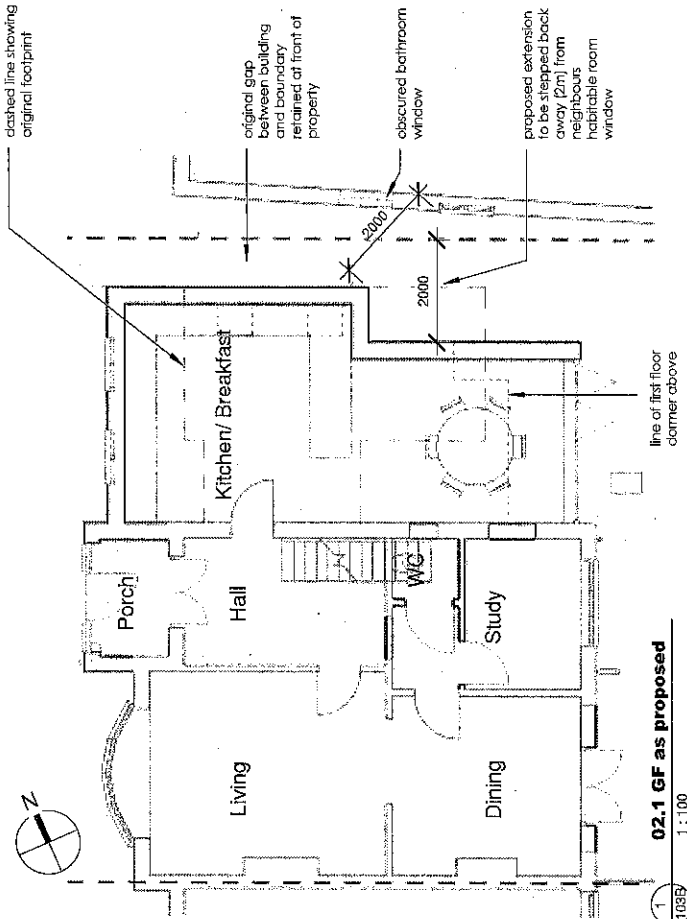 dashed line showing
original footprint
original gap
between building
and boundary
retained at front of
property
obscured bathroom
window
proposed extension
to be stepped back
away (2m) from
neighbours
habitable room
window
2000
2000
Kitchen/ Breakfast
line of first floor
dormer above
Porch
Hall
WC
Study
Living
Dining
N
1
103B
02.1 GF as proposed
1 : 100